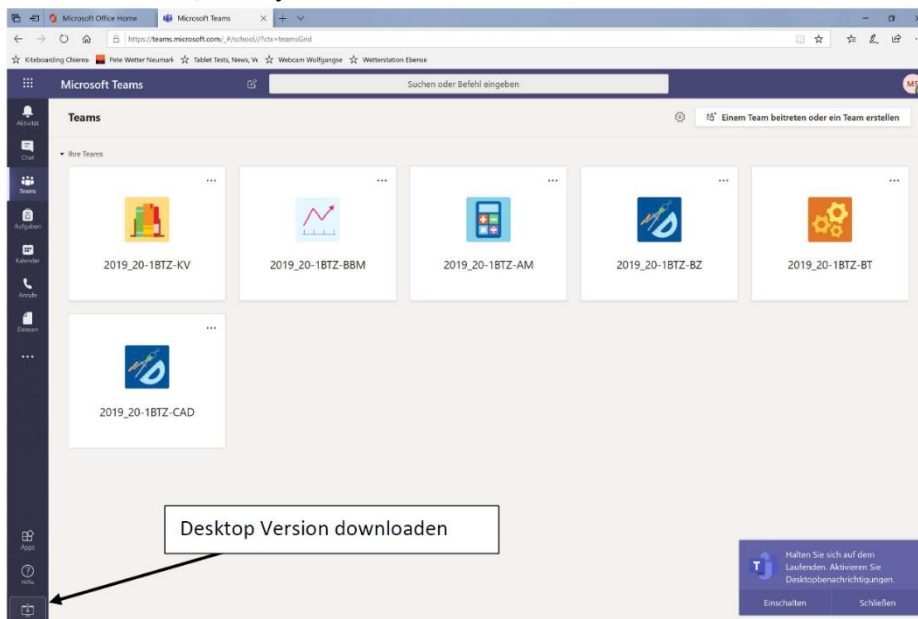 Microsoft Office Home
Microsoft Teams
https://teams.microsoft.com/_#/school//?ctx=teamsGrid
Kiteboarding Chiems
Pete Wetter Neumark
Tablet Tests, News, Ve
Webcam Wolfgangse
Wetterstation Ebense
Microsoft Teams
Suchen oder Befehl eingeben
MS
Aktivität
Teams
Einem Team beitreten oder ein Team erstellen
Chat
Ihre Teams
Teams
Aufgaben
Kalender
Anrufe
Dateien
2019_20-1BTZ-KV
2019_20-1BTZ-BBM
2019_20-1BTZ-AM
2019_20-1BTZ-BZ
2019_20-1BTZ-BT
2019_20-1BTZ-CAD
Desktop Version downloaden
Apps
Hilfe
Halten Sie sich auf dem
Laufenden. Aktivieren Sie
Desktopbenachrichtigungen.
Einschalten
Schließen